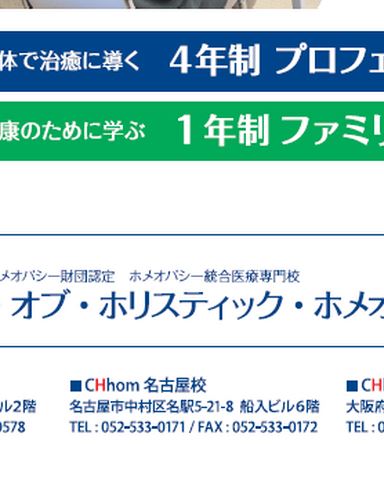 体で治癒に導く 4年制 プロフェ
康のために学ぶ 1年制 ファミリ
メオパシー財団認定 ホメオパシー統合医療専門校
・オブ・ホリスティック・ホメオ
■CHhom 名古屋校
■CH
ル2階
名古屋市中村区名駅5-21-8 船入ビル6階
大阪府
0578
TEL : 052-533-0171 / FAX : 052-533-0172
TEL : 0